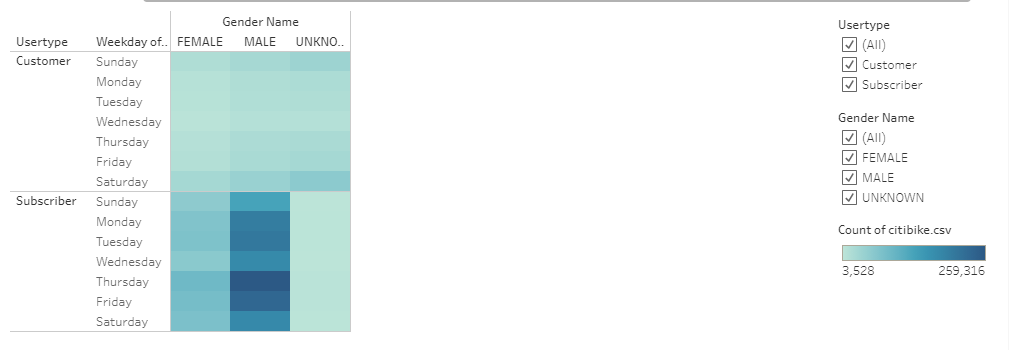 Gender Name
Usertype Weekday of.. FEMALE MALE UNKNO..
Customer Sunday
Monday
Tuesday
Wednesday
Thursday
Friday
Saturday
Subscriber Sunday
Monday
Tuesday
Wednesday
Thursday
Friday
Saturday
Usertype
(All)
Customer
Subscriber
Gender Name
(All)
FEMALE
MALE
UNKNOWN
Count of citibike.csv
3,528 259,316